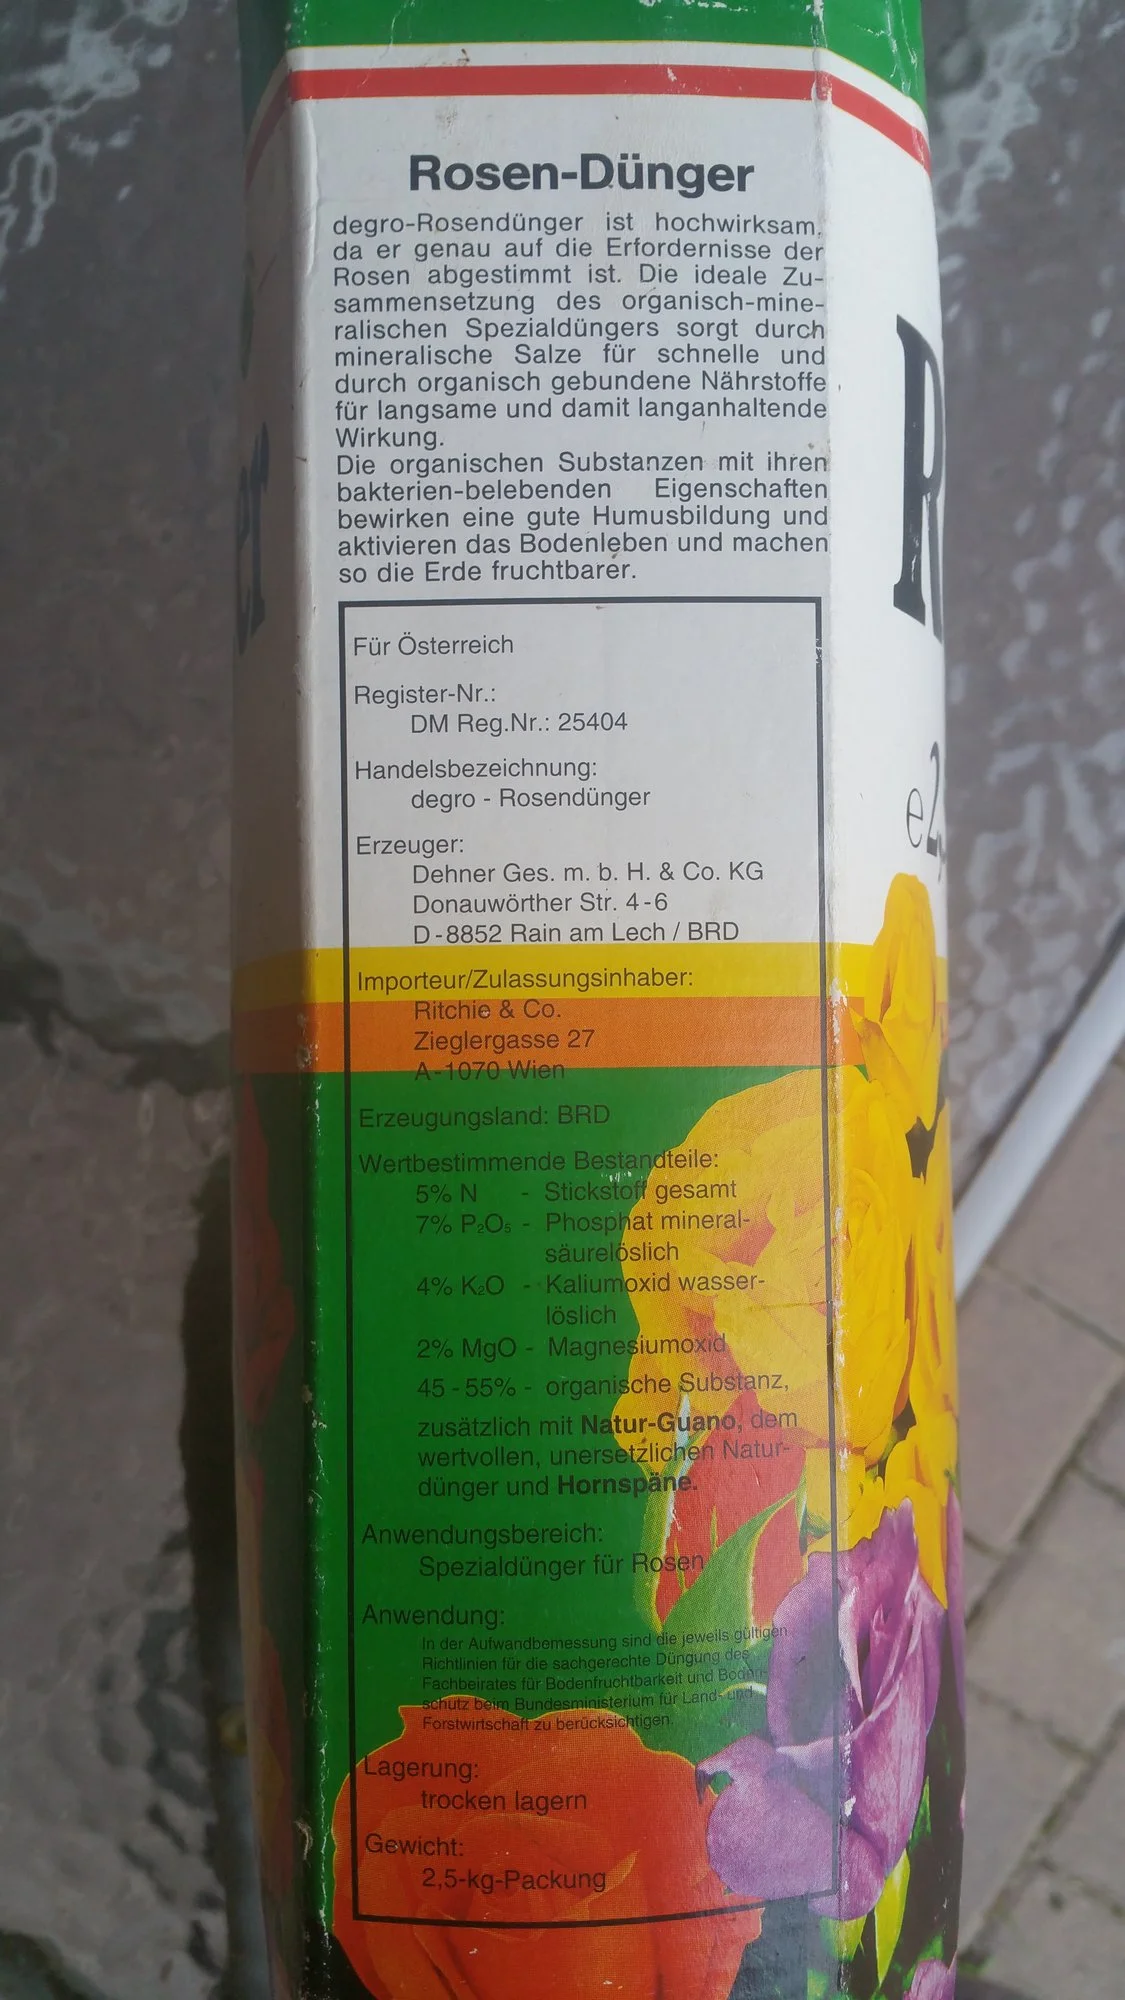 Rosen-Dünger
degro-Rosendünger ist hochwirksam,
da er genau auf die Erfordernisse der
Rosen abgestimmt ist. Die ideale Zu-
sammensetzung des organisch-mine-
ralischen Spezialdüngers sorgt durch
mineralische Salze für schnelle und
durch organisch gebundene Nährstoffe
für langsame und damit langanhaltende
Wirkung.
Die organischen Substanzen mit ihren
bakterien-belebenden Eigenschaften
bewirken eine gute Humusbildung und
aktivieren das Bodenleben und machen
so die Erde fruchtbarer.
Für Österreich
Register-Nr.:
DM Reg.Nr.: 25404
Handelsbezeichnung:
degro - Rosendünger
Erzeuger:
Dehner Ges. m. b. H. & Co. KG
Donauwörther Str. 4-6
D-8852 Rain am Lech / BRD
Importeur/Zulassungsinhaber:
Ritchie & Co.
Zieglergasse 27
A-1070 Wien
Erzeugungsland: BRD
Wertbestimmende Bestandteile:
5% N - Stickstoff gesamt
7% P₂O₅ - Phosphat mineral-
säurelöslich
4% K₂O - Kaliumoxid wasser-
löslich
2% MgO - Magnesiumoxid
45 - 55% - organische Substanz,
zusätzlich mit Natur-Guano, dem
wertvollen, unersetzlichen Natur-
dünger und Hornspäne.
Anwendungsbereich:
Spezialdünger für Rosen
Anwendung:
In der Aufwandbemessung sind die jeweils gültigen
Richtlinien für die sachgerechte Düngung des
Fachbeirates für Bodenfruchtbarkeit und Boden-
schutz beim Bundesministerium für Land- und
Forstwirtschaft zu berücksichtigen.
Lagerung:
trocken lagern
Gewicht:
2,5-kg-Packung
er
R
e2,